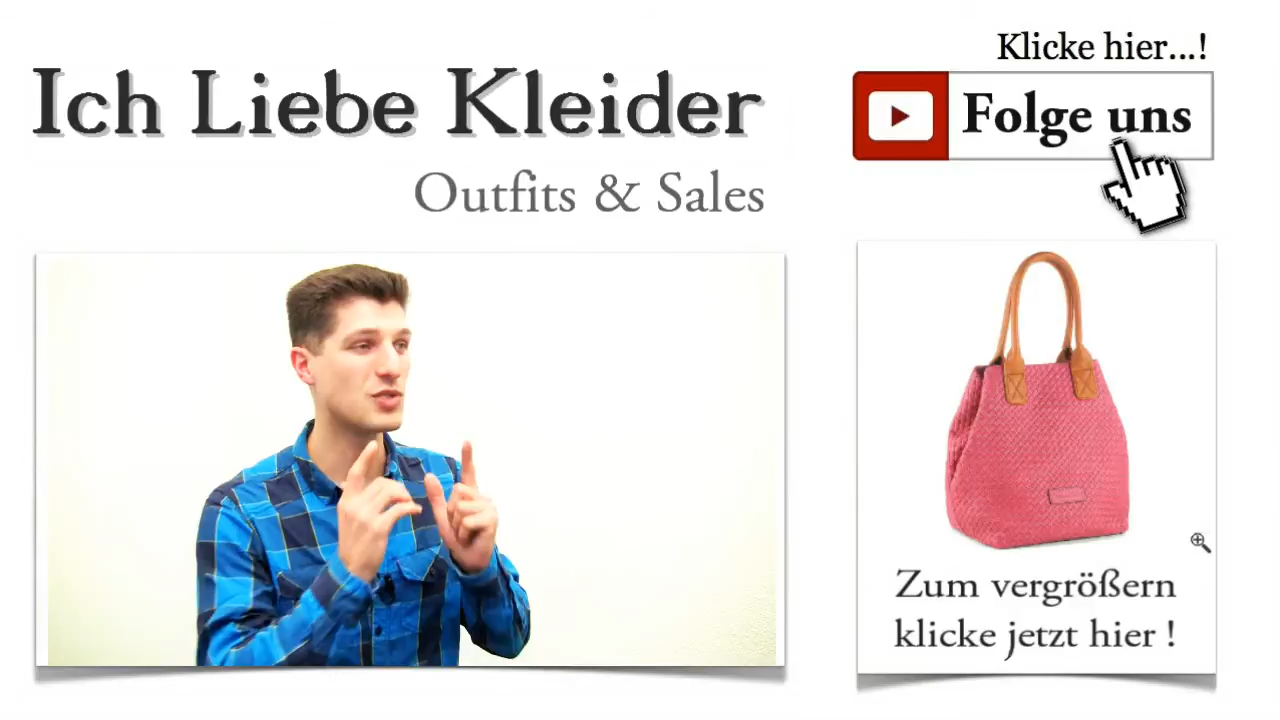 Ich Liebe Kleider
Outfits & Sales
Klicke hier...!
Folge uns
Zum vergrößern
klicke jetzt hier !